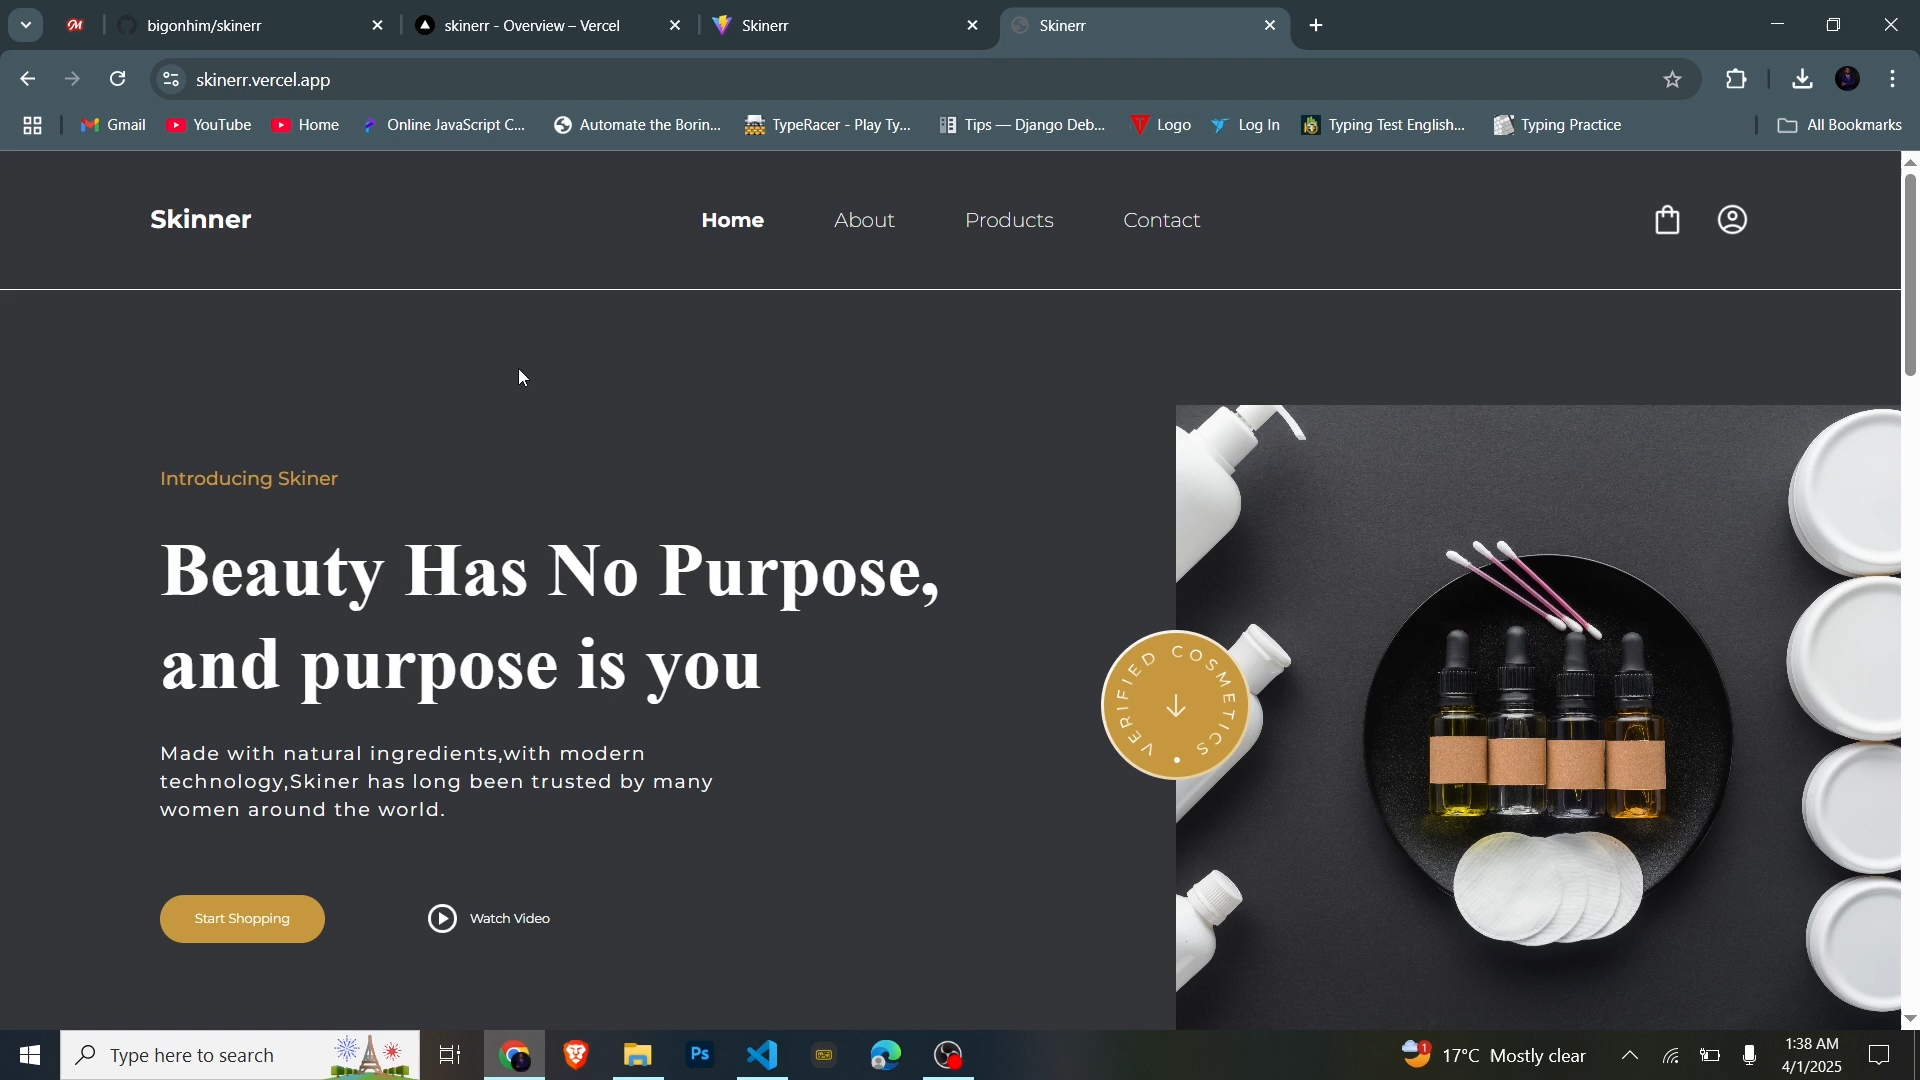 bigonhim/skinerr
skinerr - Overview – Vercel
Skinerr
Skinerr
skinerr.vercel.app
Gmail
YouTube
Home
Online JavaScript C...
Automate the Borin...
TypeRacer - Play Ty...
Tips — Django Deb...
Logo
Log In
Typing Test English...
Typing Practice
All Bookmarks
Skinner
Home
About
Products
Contact
Introducing Skiner
Beauty Has No Purpose,
and purpose is you
Made with natural ingredients,with modern
technology,Skiner has long been trusted by many
women around the world.
VERIFIED COSMETICS
Start Shopping
Watch Video
Type here to search
Ps
1
17°C Mostly clear
1:38 AM
4/1/2025